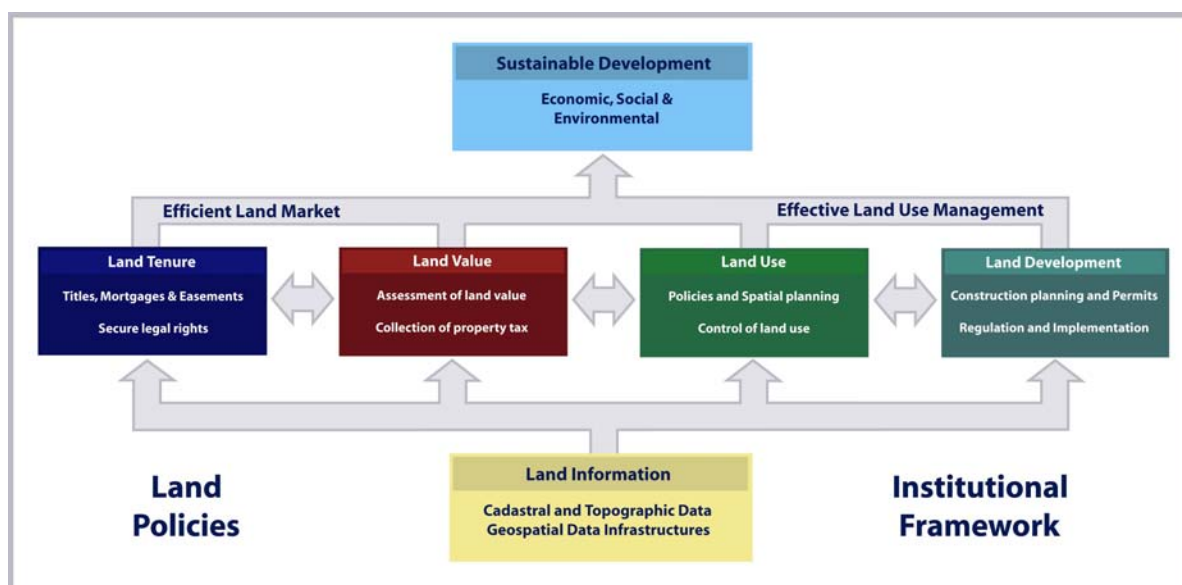 Sustainable Development
Economic, Social &
Environmental
Efficient Land Market
Effective Land Use Management
Land Tenure
Titles, Mortgages & Easements
Secure legal rights
Land Value
Assessment of land value
Collection of property tax
Land Use
Policies and Spatial planning
Control of land use
Land Development
Construction planning and Permits
Regulation and Implementation
Land
Policies
Land Information
Cadastral and Topographic Data
Geospatial Data Infrastructures
Institutional
Framework